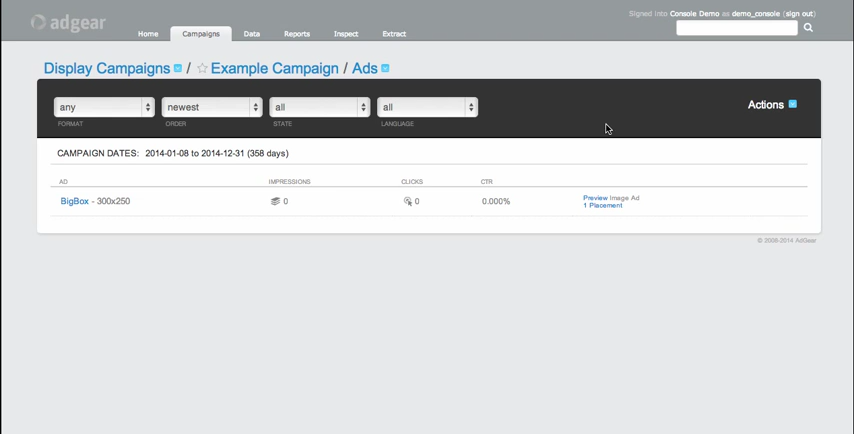 Signed into Console Demo as demo_console (sign out)
adgear
Home Campaigns Data Reports Inspect Extract
Display Campaigns / Example Campaign / Ads
any newest all all Actions
FORMAT ORDER STATE LANGUAGE
CAMPAIGN DATES: 2014-01-08 to 2014-12-31 (358 days)
AD IMPRESSIONS CLICKS CTR
BigBox - 300x250 0 0 0.000% Preview Image Ad
1 Placement
© 2008-2014 AdGear